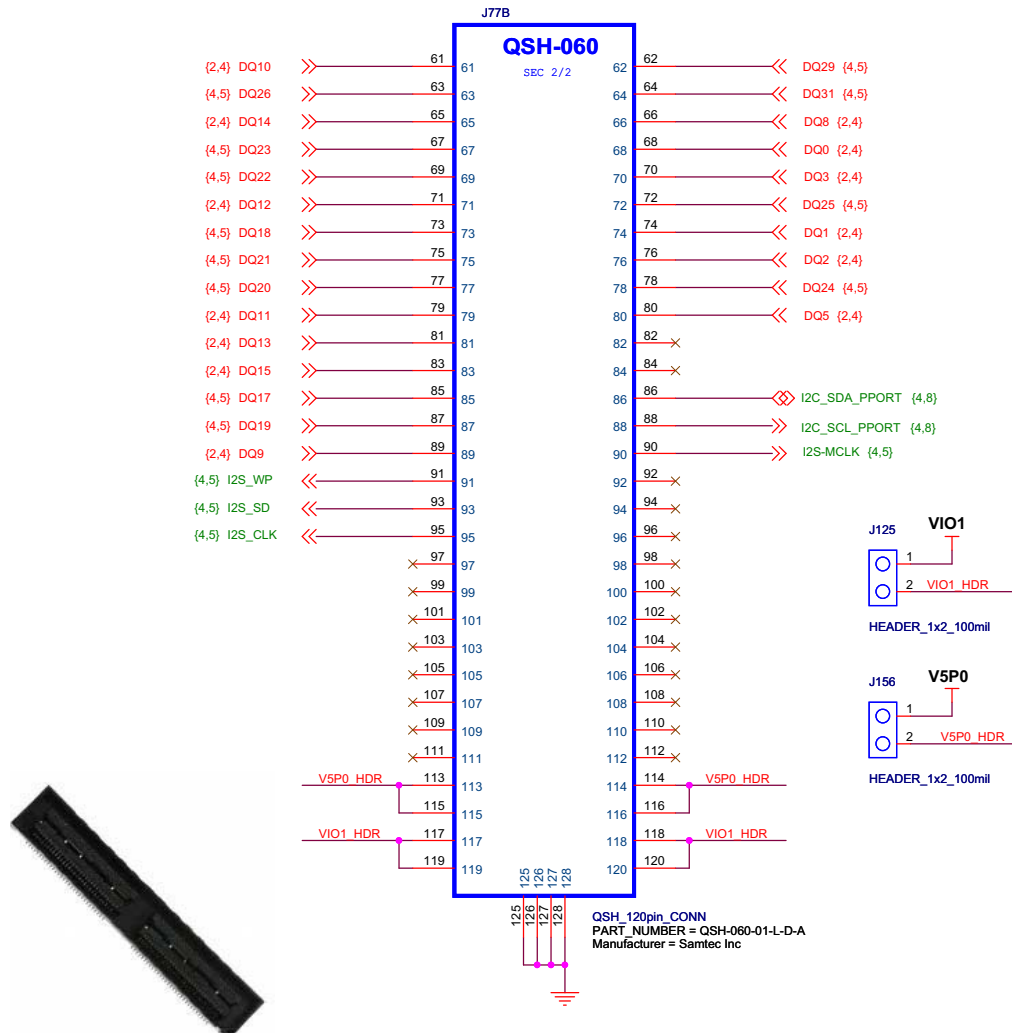 J77B
QSH-060
SEC 2/2
{2,4} DQ10 61 61 62 62 DQ29 {4,5}
{4,5} DQ26 63 63 64 64 DQ31 {4,5}
{2,4} DQ14 65 65 66 66 DQ8 {2,4}
{4,5} DQ23 67 67 68 68 DQ0 {2,4}
{4,5} DQ22 69 69 70 70 DQ3 {2,4}
{2,4} DQ12 71 71 72 72 DQ25 {4,5}
{4,5} DQ18 73 73 74 74 DQ1 {2,4}
{4,5} DQ21 75 75 76 76 DQ2 {2,4}
{4,5} DQ20 77 77 78 78 DQ24 {4,5}
{2,4} DQ11 79 79 80 80 DQ5 {2,4}
{2,4} DQ13 81 81 82 82
{2,4} DQ15 83 83 84 84
{4,5} DQ17 85 85 86 86 I2C_SDA_PPORT {4,8}
{4,5} DQ19 87 87 88 88 I2C_SCL_PPORT {4,8}
{2,4} DQ9 89 89 90 90 I2S-MCLK {4,5}
{4,5} I2S_WP 91 91 92 92
{4,5} I2S_SD 93 93 94 94
{4,5} I2S_CLK 95 95 96 96
97 97 98 98
99 99 100 100
101 101 102 102
103 103 104 104
105 105 106 106
107 107 108 108
109 109 110 110
111 111 112 112
V5P0_HDR 113 113 114 114 V5P0_HDR
115 115 116 116
VIO1_HDR 117 117 118 118 VIO1_HDR
119 119 120 120
125 126 127 128
125 126 127 128
QSH_120pin_CONN
PART_NUMBER = QSH-060-01-L-D-A
Manufacturer = Samtec Inc
J125 VIO1
1
2 VIO1_HDR
HEADER_1x2_100mil
J156 V5P0
1
2 V5P0_HDR
HEADER_1x2_100mil